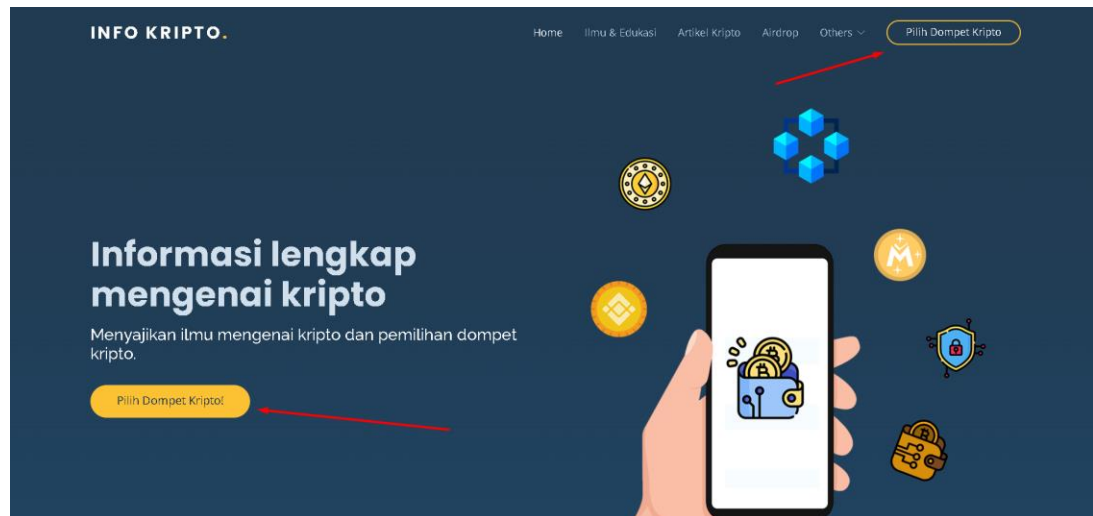 INFO KRIPTO.
Home Ilmu & Edukasi Artikel Kripto Airdrop Others Pilih Dompet Kripto
Informasi lengkap
mengenai kripto
Menyajikan ilmu mengenai kripto dan pemilihan dompet
kripto.
Pilih Dompet Kripto!